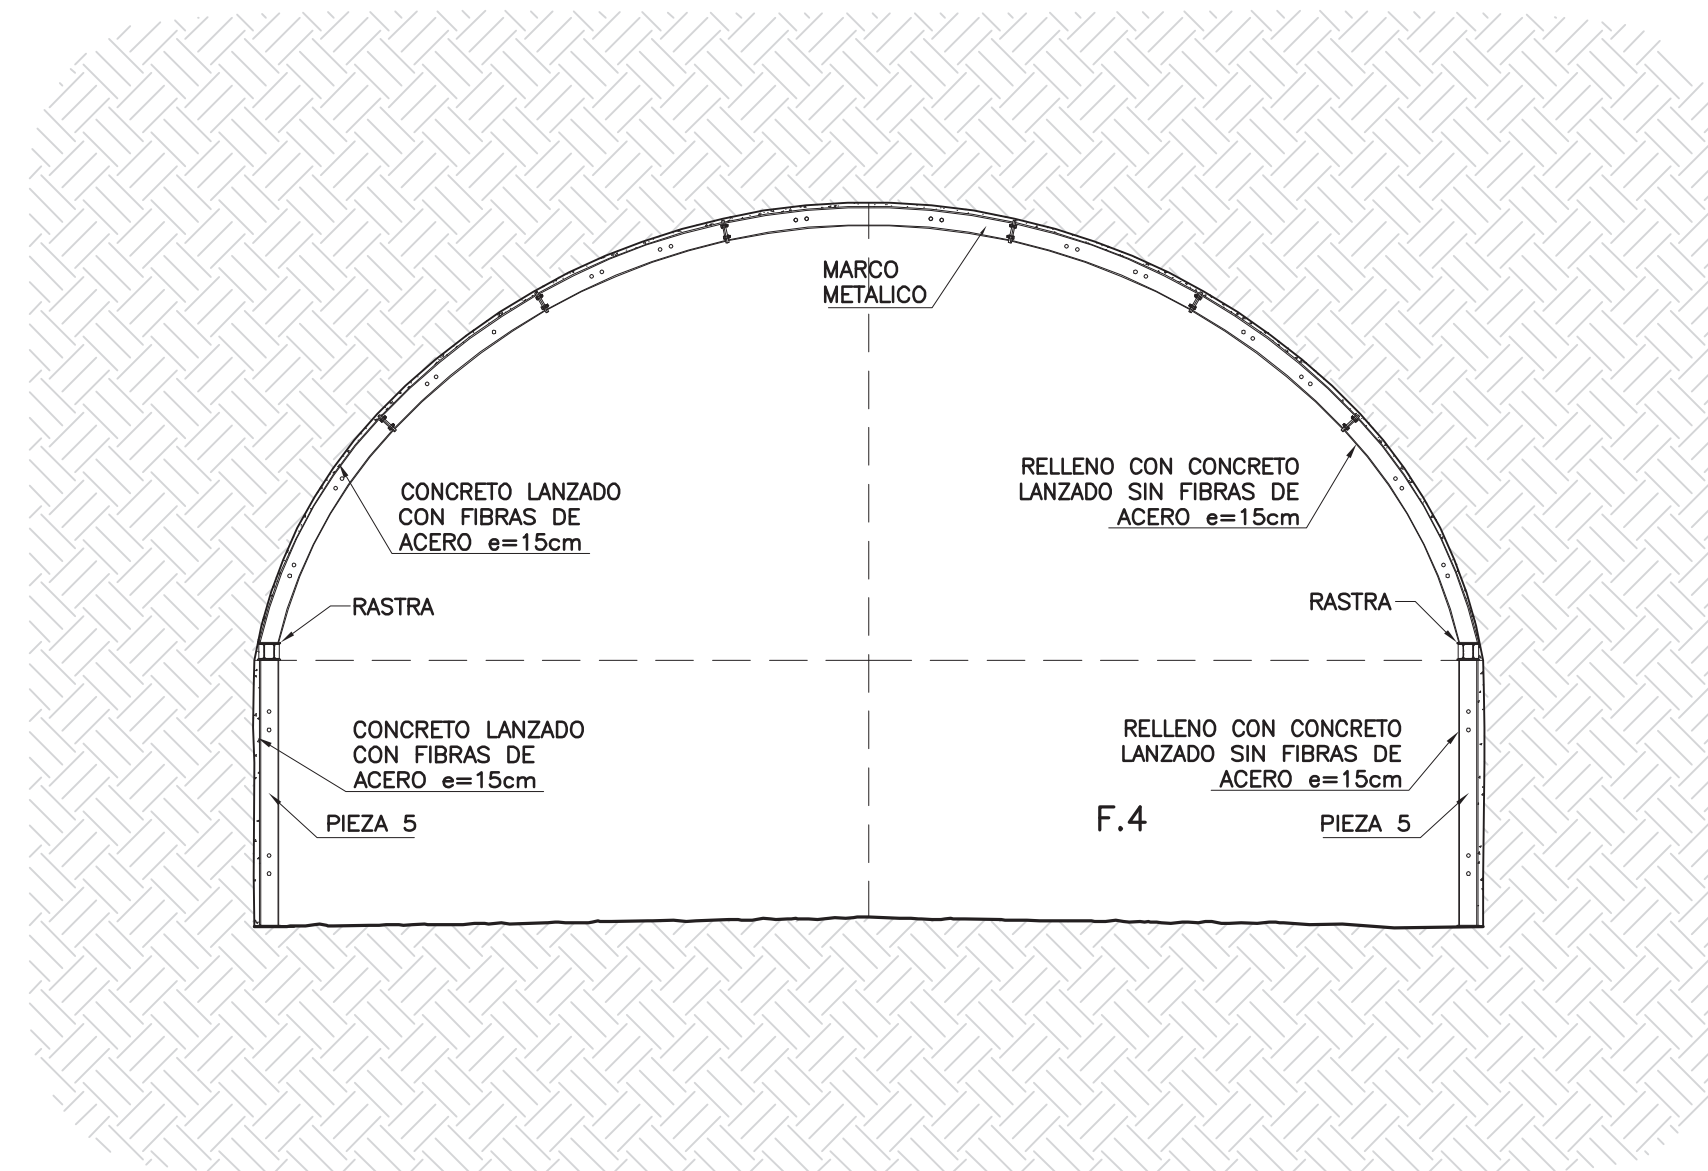 MARCO
METALICO
RELLENO CON CONCRETO
LANZADO SIN FIBRAS DE
ACERO e=15cm
CONCRETO LANZADO
CON FIBRAS DE
ACERO e=15cm
RASTRA
RASTRA
CONCRETO LANZADO
CON FIBRAS DE
ACERO e=15cm
RELLENO CON CONCRETO
LANZADO SIN FIBRAS DE
ACERO e=15cm
F.4
PIEZA 5
PIEZA 5